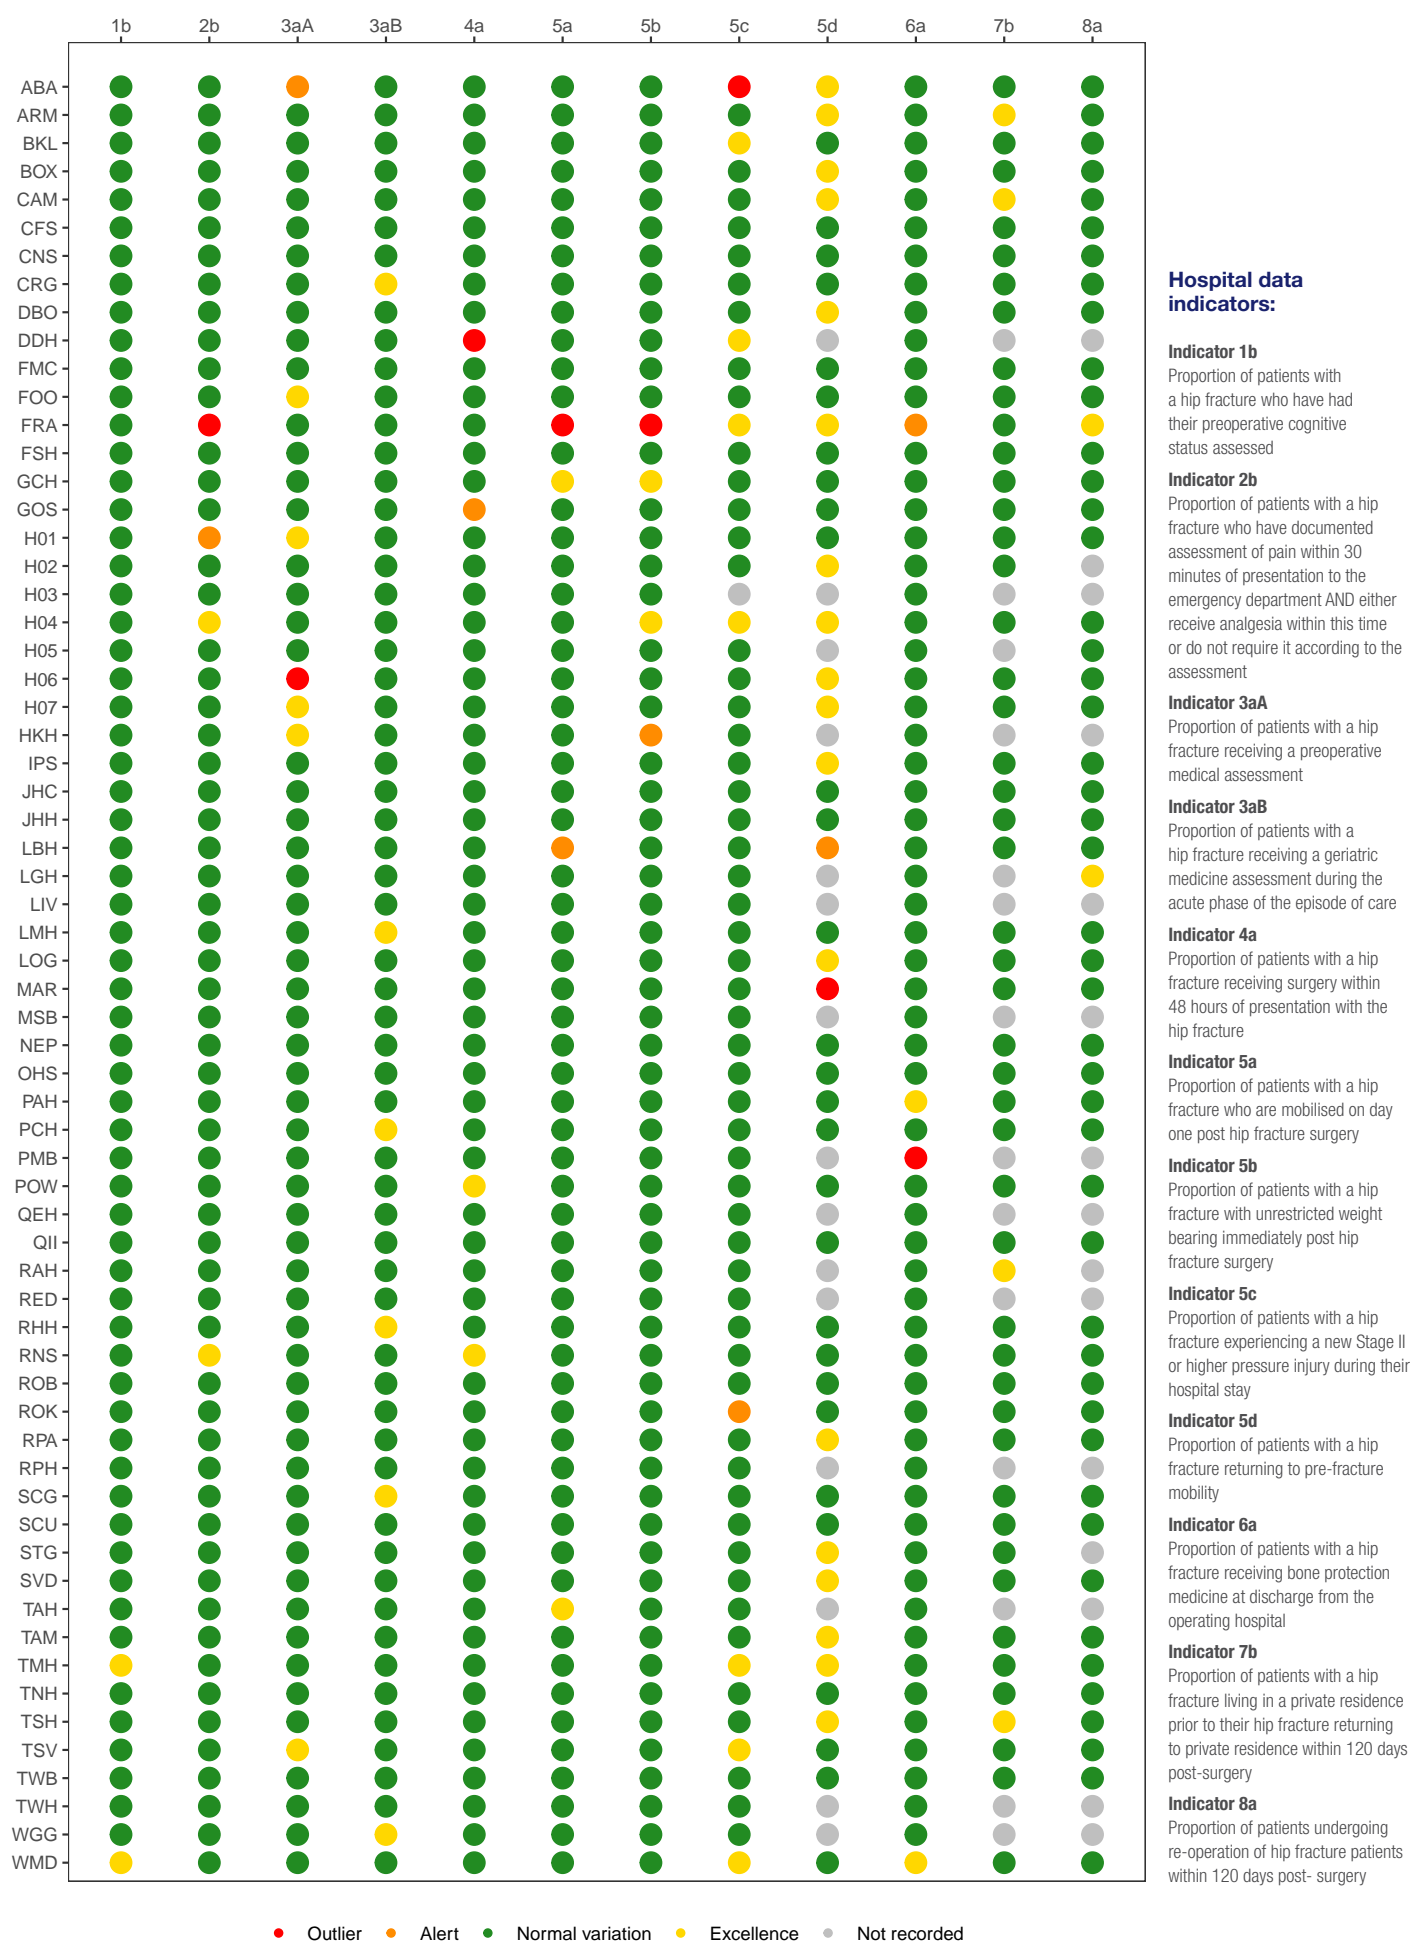 1b 2b 3aA 3aB 4a 5a 5b 5c 5d 6a 7b 8a
ABA
ARM
BKL
BOX
CAM
CFS
CNS
CRG
DBO
DDH
FMC
FOO
FRA
FSH
GCH
GOS
H01
H02
H03
H04
H05
H06
H07
HKH
IPS
JHC
JHH
LBH
LGH
LIV
LMH
LOG
MAR
MSB
NEP
OHS
PAH
PCH
PMB
POW
QEH
QII
RAH
RED
RHH
RNS
ROB
ROK
RPA
RPH
SCG
SCU
STG
SVD
TAH
TAM
TMH
TNH
TSH
TSV
TWB
TWH
WGG
WMD
Hospital data
indicators:
Indicator 1b
Proportion of patients with
a hip fracture who have had
their preoperative cognitive
status assessed
Indicator 2b
Proportion of patients with a hip
fracture who have documented
assessment of pain within 30
minutes of presentation to the
emergency department AND either
receive analgesia within this time
or do not require it according to the
assessment
Indicator 3aA
Proportion of patients with a hip
fracture receiving a preoperative
medical assessment
Indicator 3aB
Proportion of patients with a
hip fracture receiving a geriatric
medicine assessment during the
acute phase of the episode of care
Indicator 4a
Proportion of patients with a hip
fracture receiving surgery within
48 hours of presentation with the
hip fracture
Indicator 5a
Proportion of patients with a hip
fracture who are mobilised on day
one post hip fracture surgery
Indicator 5b
Proportion of patients with a hip
fracture with unrestricted weight
bearing immediately post hip
fracture surgery
Indicator 5c
Proportion of patients with a hip
fracture experiencing a new Stage II
or higher pressure injury during their
hospital stay
Indicator 5d
Proportion of patients with a hip
fracture returning to pre-fracture
mobility
Indicator 6a
Proportion of patients with a hip
fracture receiving bone protection
medicine at discharge from the
operating hospital
Indicator 7b
Proportion of patients with a hip
fracture living in a private residence
prior to their hip fracture returning
to private residence within 120 days
post-surgery
Indicator 8a
Proportion of patients undergoing
re-operation of hip fracture patients
within 120 days post- surgery
Outlier Alert Normal variation Excellence Not recorded